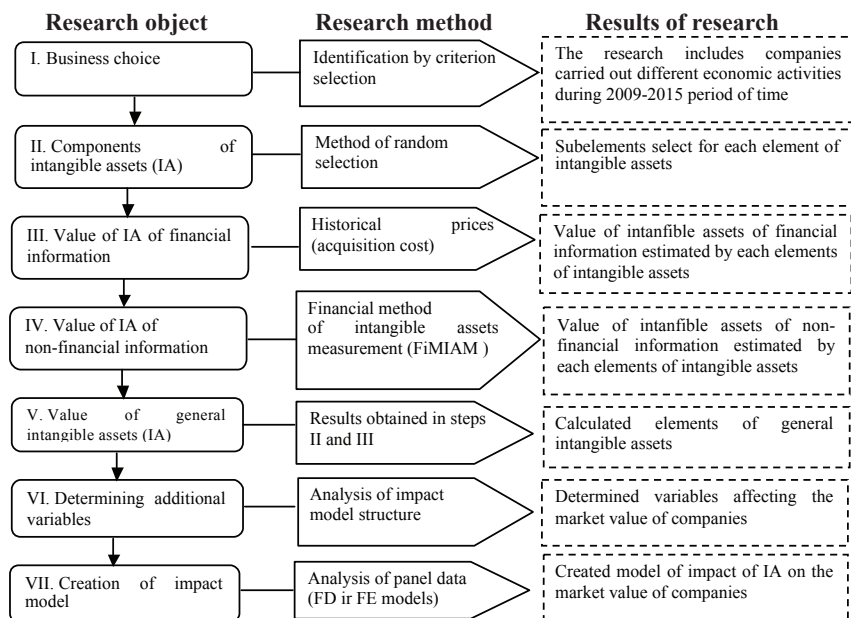 Research object
Research method
Results of research
I. Business choice
Identification by criterion
selection
The research includes companies
carried out different economic activities
during 2009-2015 period of time
II. Components of
intangible assets (IA)
Method of random
selection
Subelements select for each element of
intangible assets
III. Value of IA of financial
information
Historical prices
(acquisition cost)
Value of intanfible assets of financial
information estimated by each elements
of intangible assets
IV. Value of IA of
non-financial information
Financial method
of intangible assets
measurement (FiMIAM )
Value of intanfible assets of non-
financial information estimated by
each elements of intangible assets
V. Value of general
intangible assets (IA)
Results obtained in steps
II and III
Calculated elements of general
intangible assets
VI. Determining additional
variables
Analysis of impact
model structure
Determined variables affecting the
market value of companies
VII. Creation of impact
model
Analysis of panel data
(FD ir FE models)
Created model of impact of IA on the
market value of companies